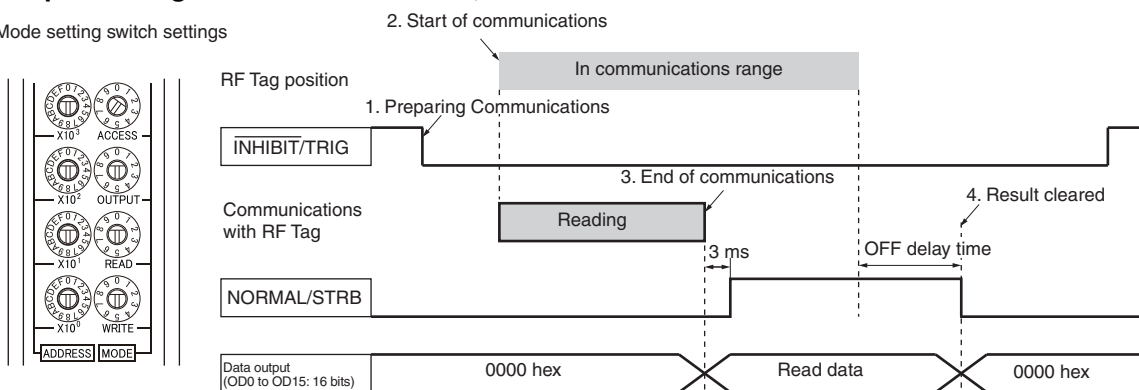 2. Start of communications
Mode setting switch settings
RF Tag position
In communications range
1. Preparing Communications
INHIBIT/TRIG
3. End of communications
4. Result cleared
Communications
with RF Tag
Reading
3 ms
OFF delay time
NORMAL/STRB
Data output
(OD0 to OD15: 16 bits)
0000 hex
Read data
0000 hex
X10³
ACCESS
X10²
OUTPUT
X10¹
READ
X10⁰
WRITE
ADDRESS
MODE